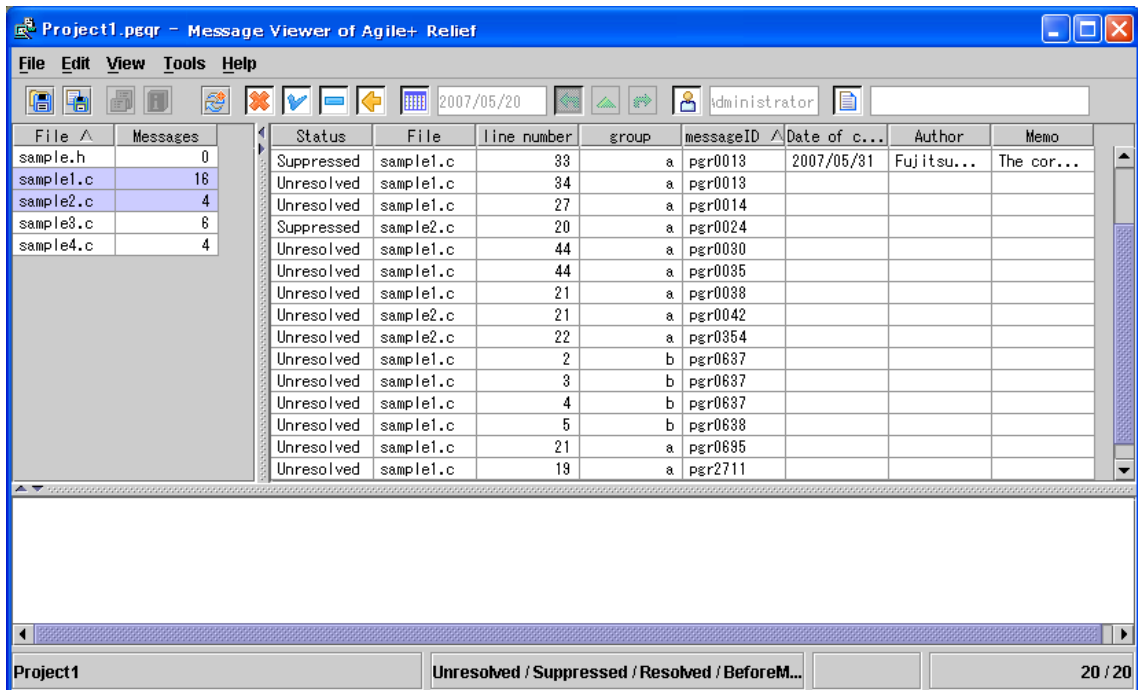 Project1.pgqr - Message Viewer of Agile+ Relief
File Edit View Tools Help
2007/05/20 dministrator
File Messages
sample.h 0
sample1.c 16
sample2.c 4
sample3.c 6
sample4.c 4
Status File line number group messageID Date of c... Author Memo
Suppressed sample1.c 33 a pgr0013 2007/05/31 Fujitsu... The cor...
Unresolved sample1.c 34 a pgr0013
Unresolved sample1.c 27 a pgr0014
Suppressed sample2.c 20 a pgr0024
Unresolved sample1.c 44 a pgr0030
Unresolved sample1.c 44 a pgr0035
Unresolved sample1.c 21 a pgr0038
Unresolved sample2.c 21 a pgr0042
Unresolved sample2.c 22 a pgr0354
Unresolved sample1.c 2 b pgr0637
Unresolved sample1.c 3 b pgr0637
Unresolved sample1.c 4 b pgr0637
Unresolved sample1.c 5 b pgr0638
Unresolved sample1.c 21 a pgr0695
Unresolved sample1.c 19 a pgr2711
Project1 Unresolved / Suppressed / Resolved / BeforeM... 20 / 20